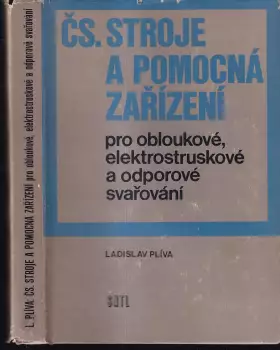 L. PLÍVA: ČS. STROJE A POMOCNÁ ZAŘÍZENÍ pro obloukové, elektrostruskové a odporové svařování
ČS. STROJE
A POMOCNÁ
ZAŘÍZENÍ
pro obloukové,
elektrostruskové
a odporové
svařování
LADISLAV PLÍVA
SNTL